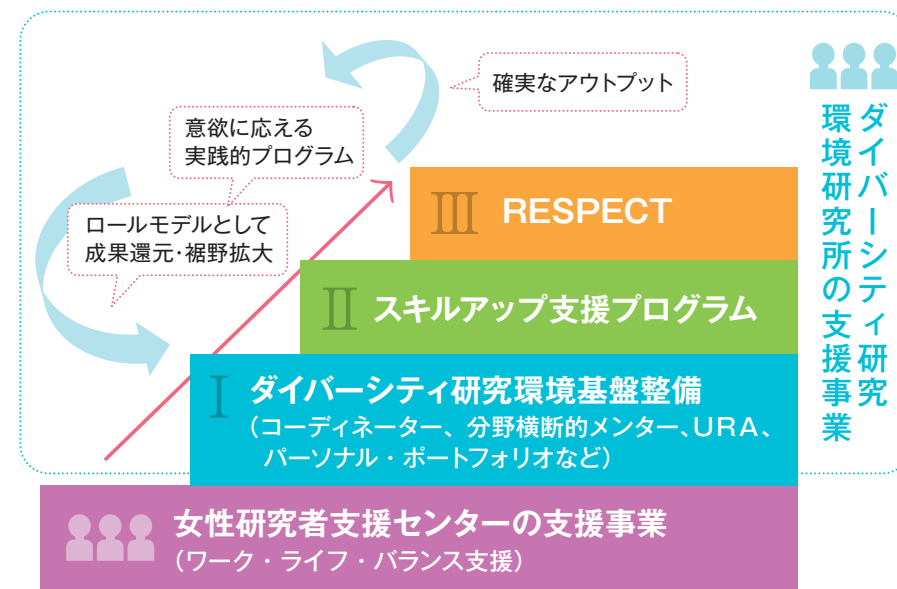 確実なアウトプット
意欲に応える
実践的プログラム
ロールモデルとして
成果還元・裾野拡大
ダイバーシティ研究
環境研究所の支援事業
Ⅲ RESPECT
Ⅱ スキルアップ支援プログラム
Ⅰ ダイバーシティ研究環境基盤整備
（コーディネーター、分野横断的メンター、URA、
パーソナル・ポートフォリオなど）
女性研究者支援センターの支援事業
（ワーク・ライフ・バランス支援）